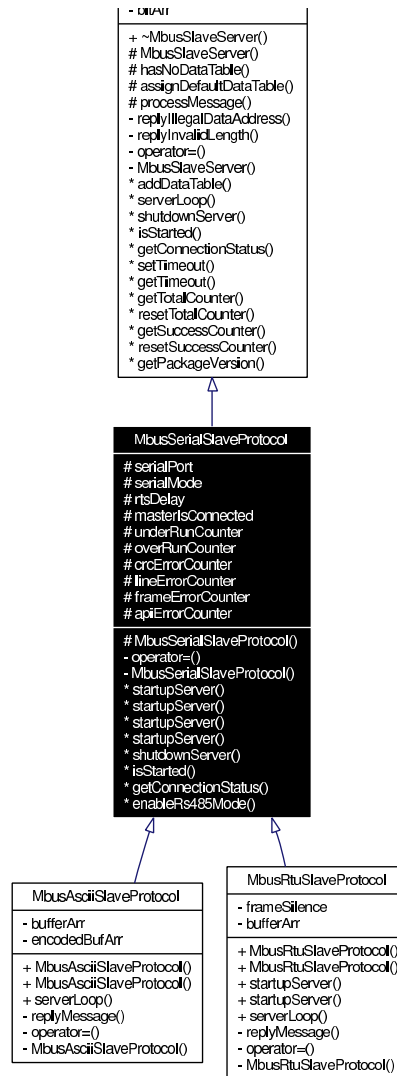 - bitArr
+ ~MbusSlaveServer()
# MbusSlaveServer()
# hasNoDataTable()
# assignDefaultDataTable()
# processMessage()
- replyIllegalDataAddress()
- replyInvalidLength()
- operator=()
- MbusSlaveServer()
* addDataTable()
* serverLoop()
* shutdownServer()
* isStarted()
* getConnectionStatus()
* setTimeout()
* getTimeout()
* getTotalCounter()
* resetTotalCounter()
* getSuccessCounter()
* resetSuccessCounter()
* getPackageVersion()
MbusSerialSlaveProtocol
# serialPort
# serialMode
# rtsDelay
# masterIsConnected
# underRunCounter
# overRunCounter
# crcErrorCounter
# lineErrorCounter
# frameErrorCounter
# apiErrorCounter
# MbusSerialSlaveProtocol()
- operator=()
- MbusSerialSlaveProtocol()
* startupServer()
* startupServer()
* startupServer()
* startupServer()
* shutdownServer()
* isStarted()
* getConnectionStatus()
* enableRs485Mode()
MbusAsciiSlaveProtocol
- bufferArr
- encodedBufArr
+ MbusAsciiSlaveProtocol()
+ MbusAsciiSlaveProtocol()
+ serverLoop()
- replyMessage()
- operator=()
- MbusAsciiSlaveProtocol()
MbusRtuSlaveProtocol
- frameSilence
- bufferArr
+ MbusRtuSlaveProtocol()
+ MbusRtuSlaveProtocol()
+ startupServer()
+ startupServer()
+ serverLoop()
- replyMessage()
- operator=()
- MbusRtuSlaveProtocol()